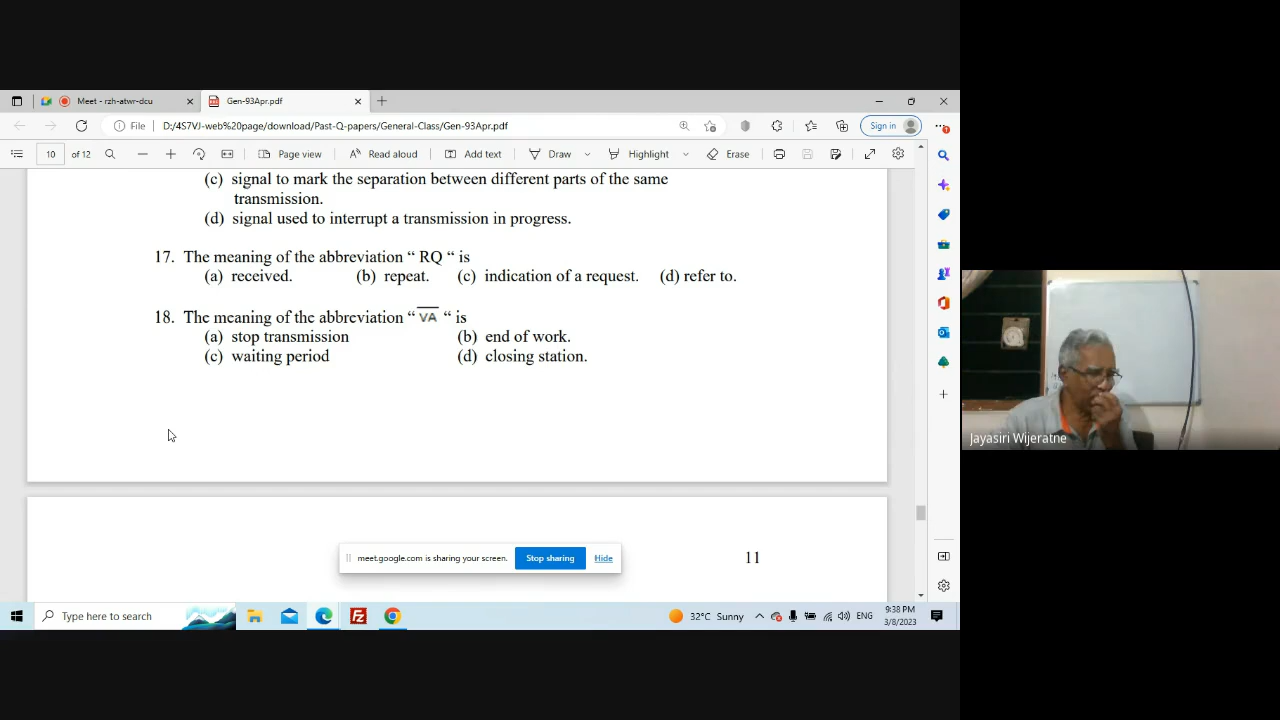 Meet - rzh-atwr-dcu
Gen-93Apr.pdf
File D:/4S7VJ-web%20page/download/Past-Q-papers/General-Class/Gen-93Apr.pdf
Sign in
10 of 12
Page view
Read aloud
Add text
Draw
Highlight
Erase
(c) signal to mark the separation between different parts of the same
transmission.
(d) signal used to interrupt a transmission in progress.
17. The meaning of the abbreviation “ RQ “ is
(a) received. (b) repeat. (c) indication of a request. (d) refer to.
18. The meaning of the abbreviation “ V̅A̅ “ is
(a) stop transmission (b) end of work.
(c) waiting period (d) closing station.
11
meet.google.com is sharing your screen. Stop sharing Hide
Jayasiri Wijeratne
Type here to search
32°C Sunny
ENG
9:38 PM
3/8/2023